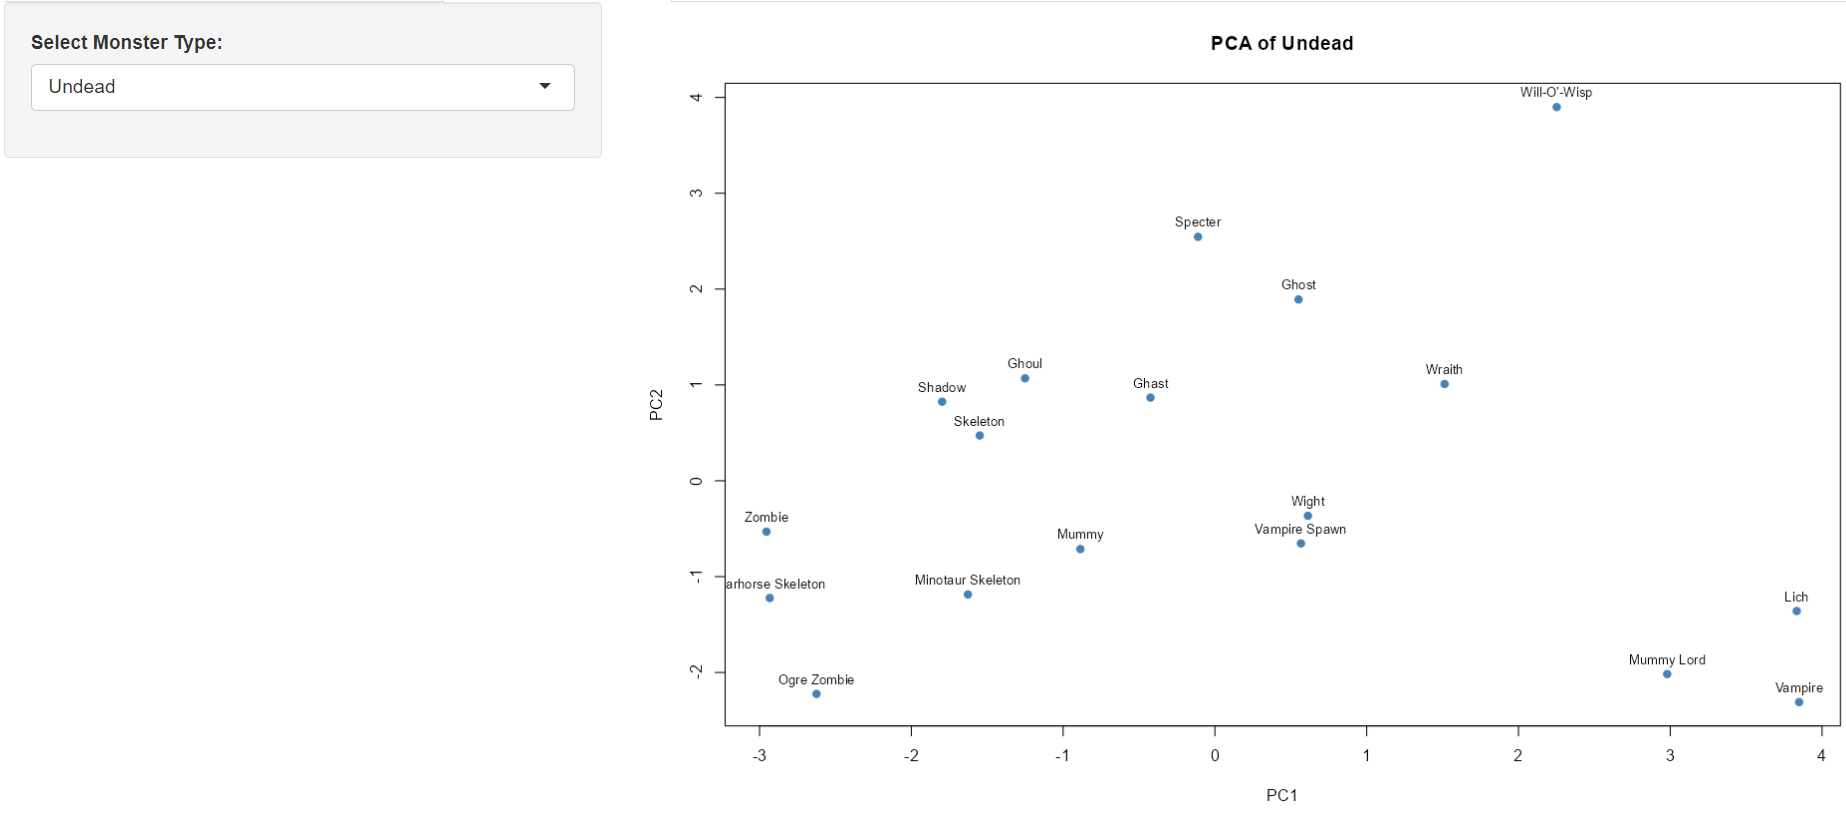 Select Monster Type:
Undead
PCA of Undead
PC2
4
3
2
1
0
-1
-2
Will-O'-Wisp
Specter
Ghost
Ghoul
Wraith
Ghast
Shadow
Skeleton
Wight
Zombie
Vampire Spawn
Mummy
Minotaur Skeleton
arhorse Skeleton
Lich
Mummy Lord
Ogre Zombie
Vampire
-3 -2 -1 0 1 2 3 4
PC1